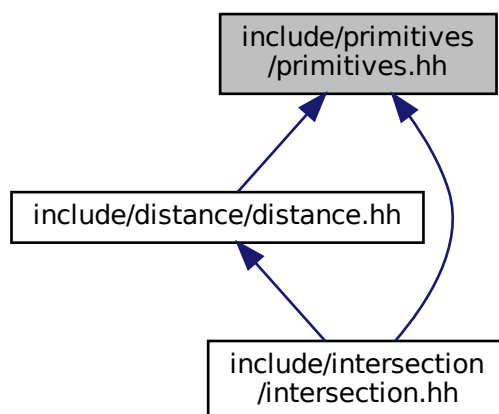 include/primitives
/primitives.hh
include/distance/distance.hh
include/intersection
/intersection.hh